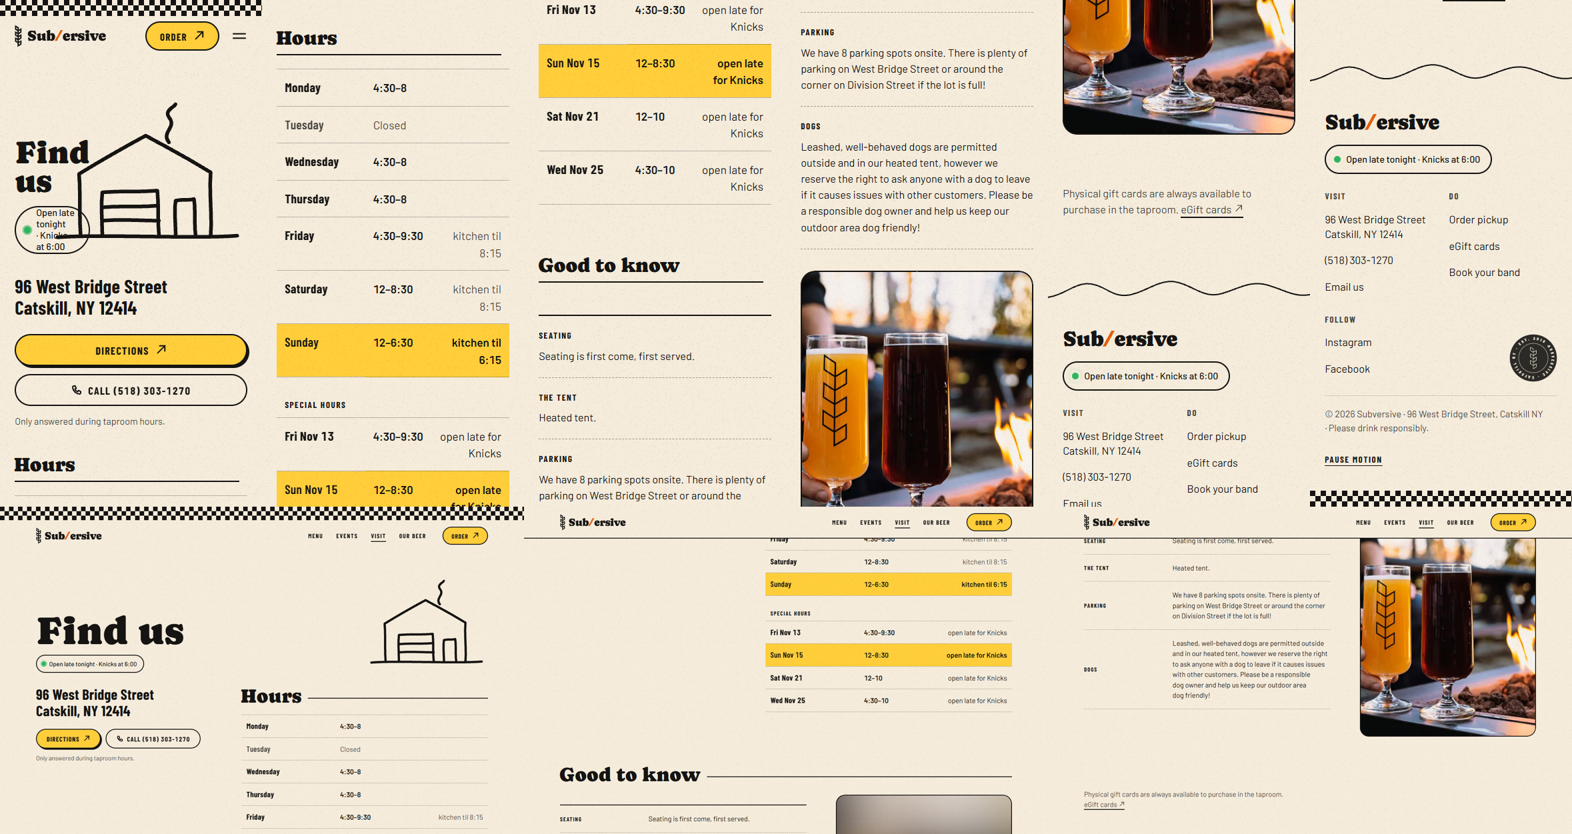 Sub/ersive
ORDER
Find
us
Open late
tonight
· Knicks
at 6:00
96 West Bridge Street
Catskill, NY 12414
DIRECTIONS
CALL (518) 303-1270
Only answered during taproom hours.
Hours
Hours
Monday 4:30–8
Tuesday Closed
Wednesday 4:30–8
Thursday 4:30–8
Friday 4:30–9:30 kitchen til
8:15
Saturday 12–8:30 kitchen til
8:15
Sunday 12–6:30 kitchen til
6:15
SPECIAL HOURS
Fri Nov 13 4:30–9:30 open late for
Knicks
Sun Nov 15 12–8:30 open late
for Knicks
Fri Nov 13 4:30–9:30 open late for
Knicks
Sun Nov 15 12–8:30 open late
for Knicks
Sat Nov 21 12–10 open late for
Knicks
Wed Nov 25 4:30–10 open late for
Knicks
Good to know
SEATING
Seating is first come, first served.
THE TENT
Heated tent.
PARKING
We have 8 parking spots onsite. There is plenty of
parking on West Bridge Street or around the
PARKING
We have 8 parking spots onsite. There is plenty of
parking on West Bridge Street or around the
corner on Division Street if the lot is full!
DOGS
Leashed, well-behaved dogs are permitted
outside and in our heated tent, however we
reserve the right to ask anyone with a dog to leave
if it causes issues with other customers. Please be
a responsible dog owner and help us keep our
outdoor area dog friendly!
Physical gift cards are always available to
purchase in the taproom. eGift cards
Sub/ersive
Open late tonight · Knicks at 6:00
VISIT DO
96 West Bridge Street Order pickup
Catskill, NY 12414
eGift cards
(518) 303-1270
Book your band
Email us
Sub/ersive
Open late tonight · Knicks at 6:00
VISIT DO
96 West Bridge Street Order pickup
Catskill, NY 12414
eGift cards
(518) 303-1270
Book your band
Email us
FOLLOW
Instagram
Facebook
© 2026 Subversive · 96 West Bridge Street, Catskill NY
· Please drink responsibly.
PAUSE MOTION
Sub/ersive MENU EVENTS VISIT OUR BEER ORDER
Find us
Open late tonight · Knicks at 6:00
96 West Bridge Street
Catskill, NY 12414
DIRECTIONS CALL (518) 303-1270
Only answered during taproom hours.
Hours
Monday 4:30–8
Tuesday Closed
Wednesday 4:30–8
Thursday 4:30–8
Friday 4:30–9:30 kitchen til 8:15
Sub/ersive MENU EVENTS VISIT OUR BEER ORDER
Friday 4:30–9:30 kitchen til 8:15
Saturday 12–8:30 kitchen til 8:15
Sunday 12–6:30 kitchen til 6:15
SPECIAL HOURS
Fri Nov 13 4:30–9:30 open late for Knicks
Sun Nov 15 12–8:30 open late for Knicks
Sat Nov 21 12–10 open late for Knicks
Wed Nov 25 4:30–10 open late for Knicks
Good to know
SEATING Seating is first come, first served.
Sub/ersive MENU EVENTS VISIT OUR BEER ORDER
SEATING Seating is first come, first served.
THE TENT Heated tent.
PARKING
We have 8 parking spots onsite. There is plenty of
parking on West Bridge Street or around the corner
on Division Street if the lot is full!
DOGS
Leashed, well-behaved dogs are permitted outside
and in our heated tent, however we reserve the right
to ask anyone with a dog to leave if it causes issues
with other customers. Please be a responsible
dog owner and help us keep our outdoor area
dog friendly!
Physical gift cards are always available to purchase in the taproom.
eGift cards